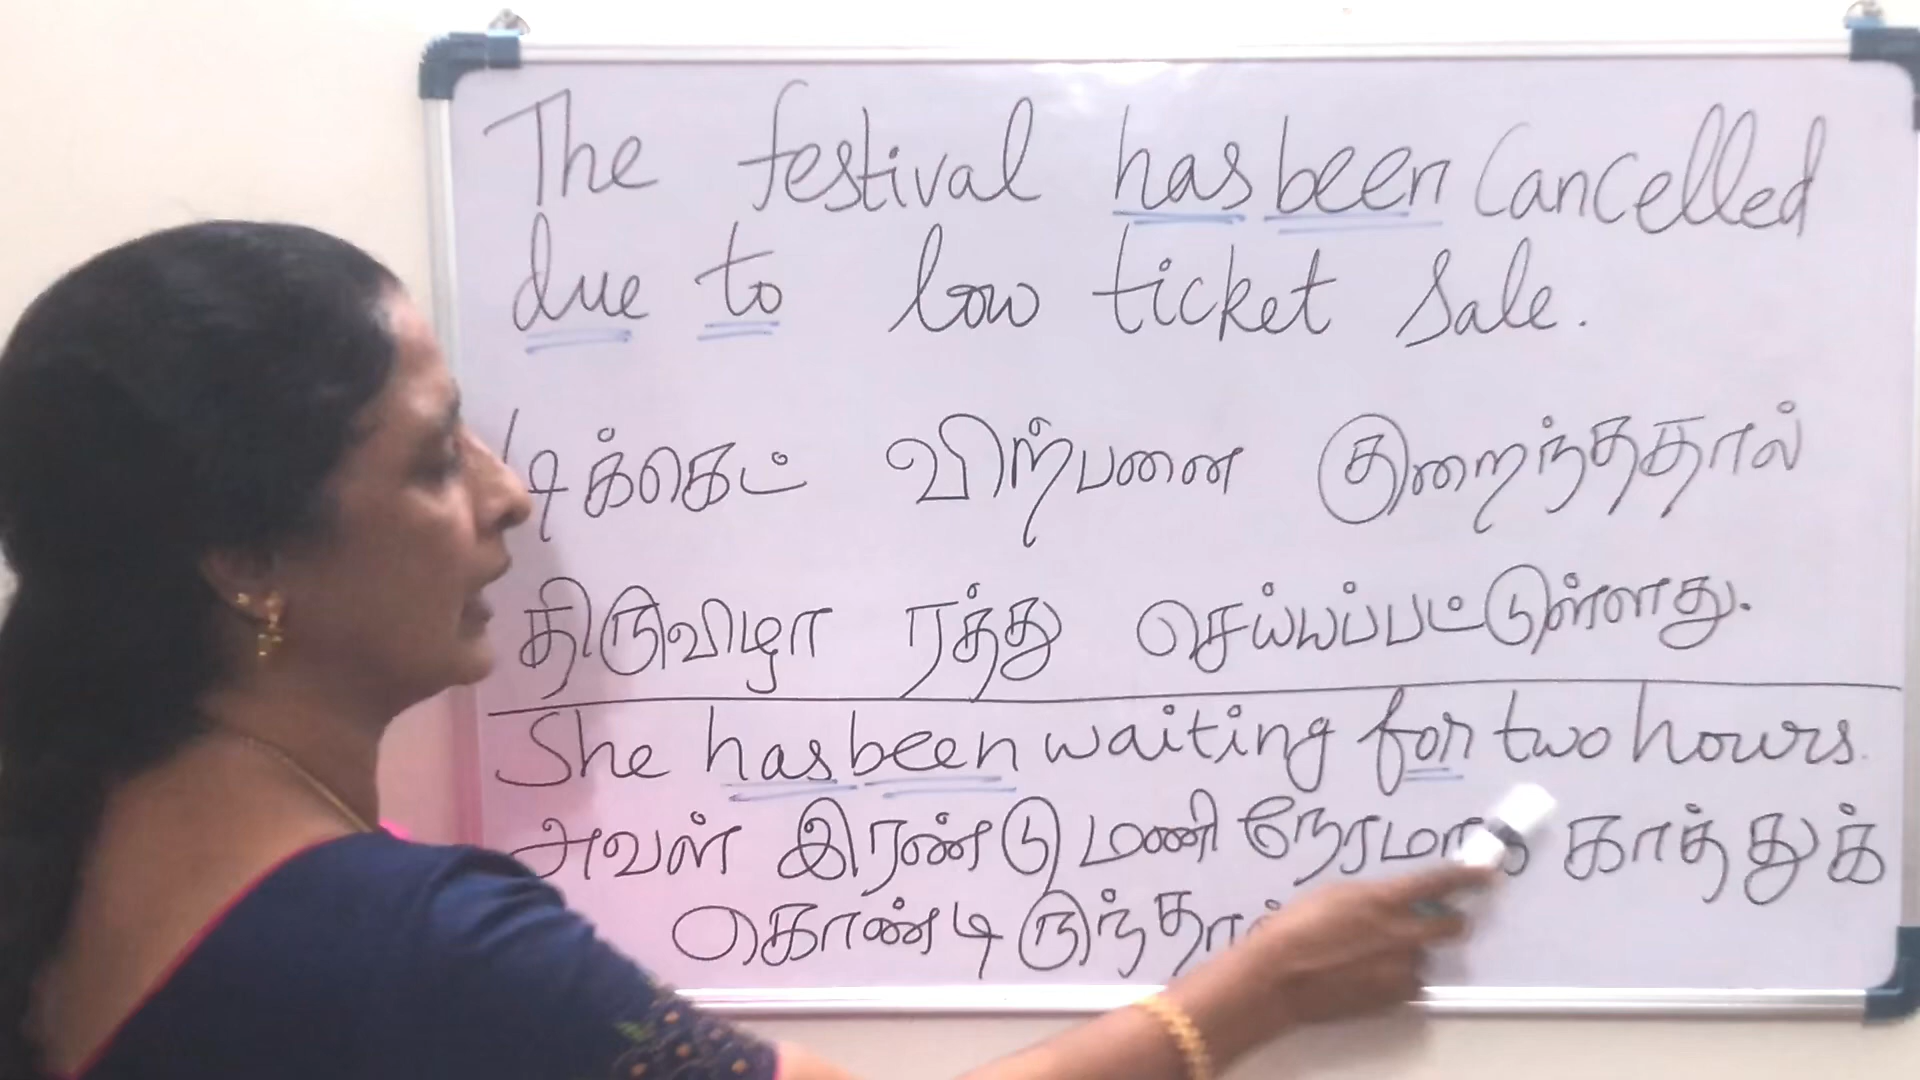 The festival has been Cancelled
due to low ticket Sale.
டிக்கெட் விற்பனை குறைந்ததால்
திருவிழா ரத்து செய்யப்பட்டுள்ளது.
She has been waiting for two hours.
அவள் இரண்டு மணி காத்துக்